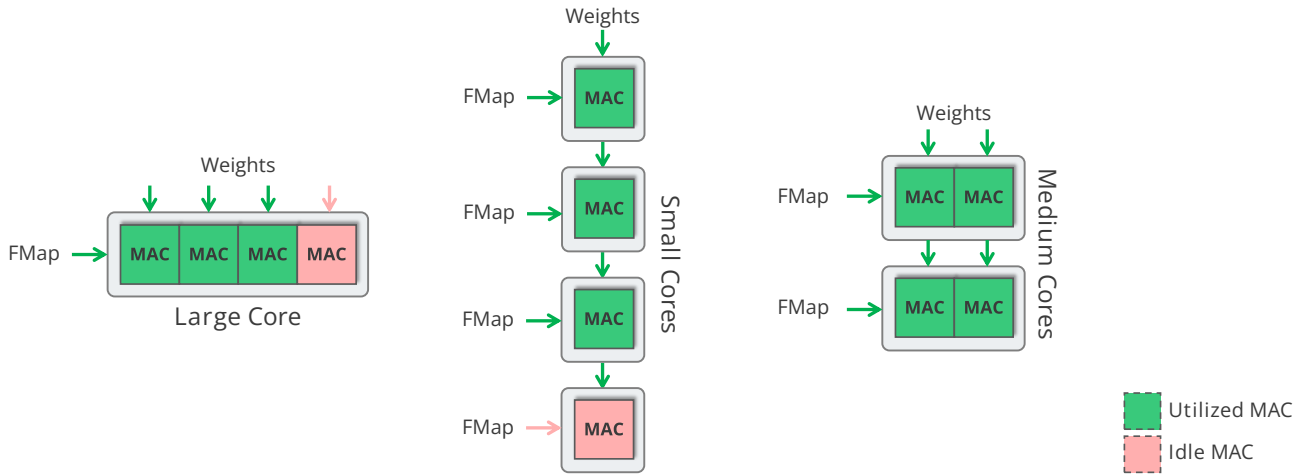 Weights
FMap
MAC MAC MAC MAC
Large Core
Weights
FMap
MAC
FMap
MAC
FMap
MAC
FMap
MAC
Small Cores
Weights
FMap
MAC MAC
FMap
MAC MAC
Medium Cores
Utilized MAC
Idle MAC